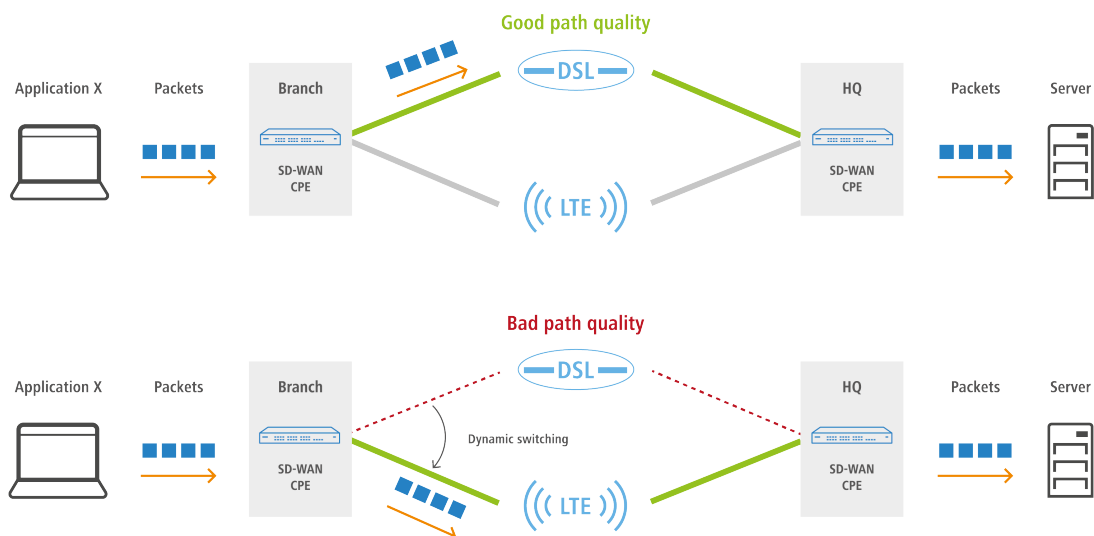 Good path quality
DSL
Application X
Packets
Branch
HQ
Packets
Server
SD-WAN
CPE
SD-WAN
CPE
LTE
Bad path quality
DSL
Application X
Packets
Branch
HQ
Packets
Server
Dynamic switching
SD-WAN
CPE
SD-WAN
CPE
LTE